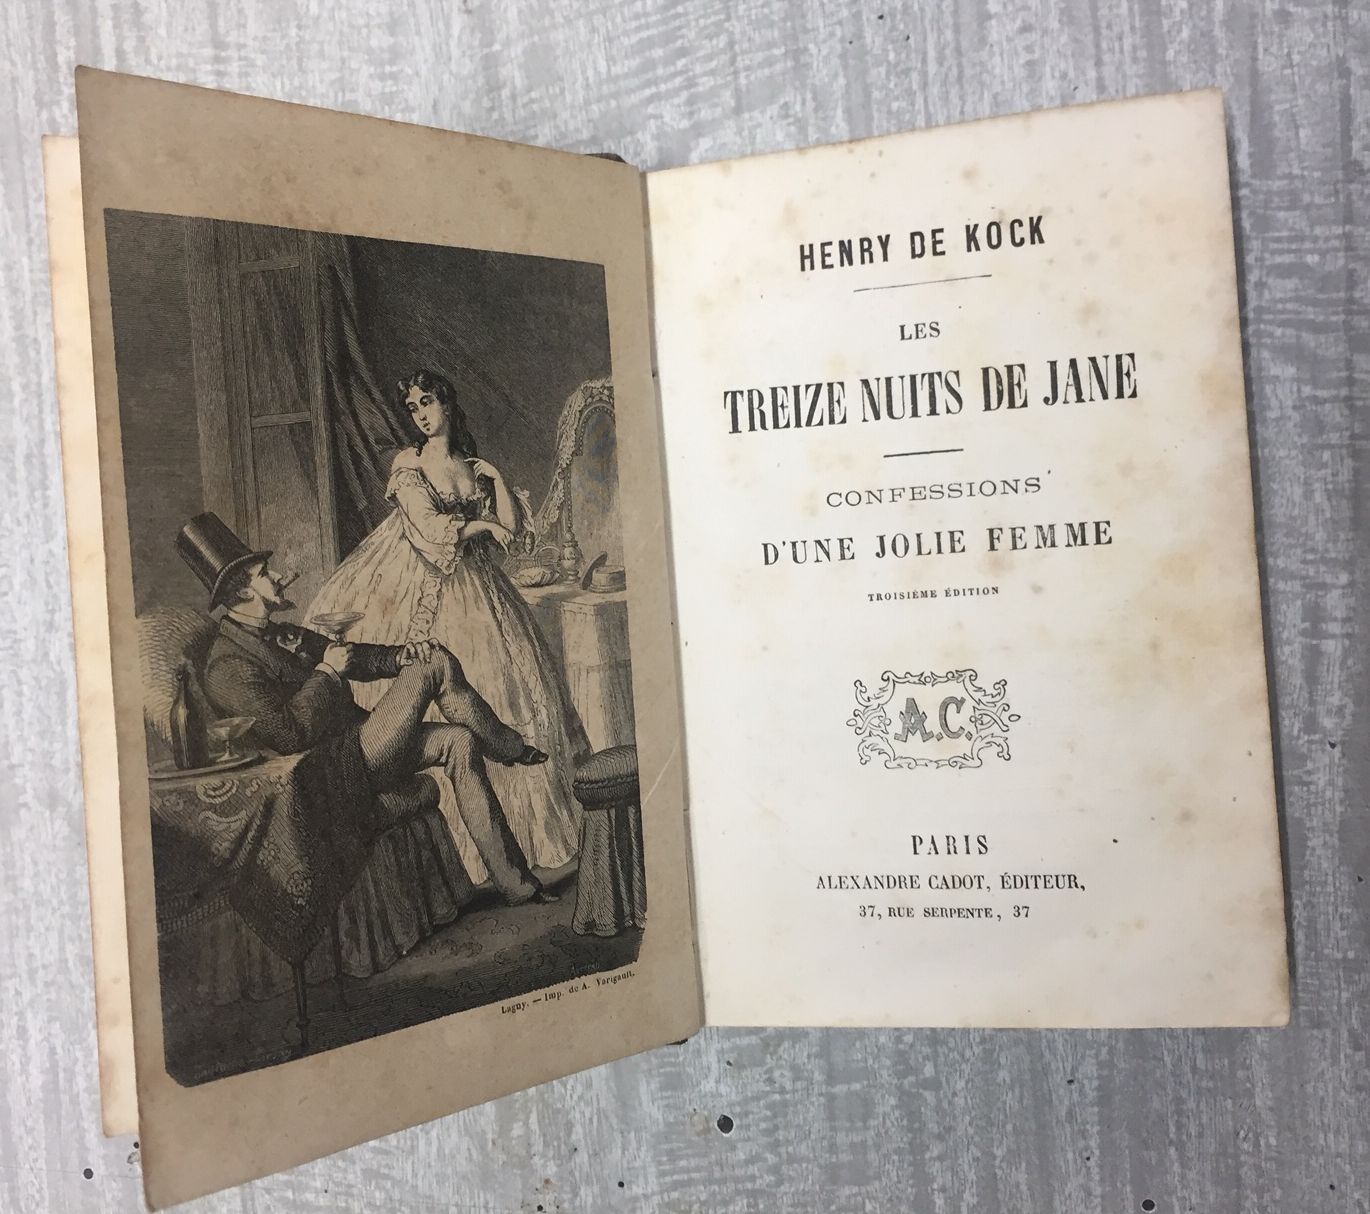 Lagny. — Imp. de A. Varigault.
HENRY DE KOCK
LES
TREIZE NUITS DE JANE
CONFESSIONS
D'UNE JOLIE FEMME
TROISIÈME ÉDITION
A.C.
PARIS
ALEXANDRE CADOT, ÉDITEUR,
37, RUE SERPENTE, 37